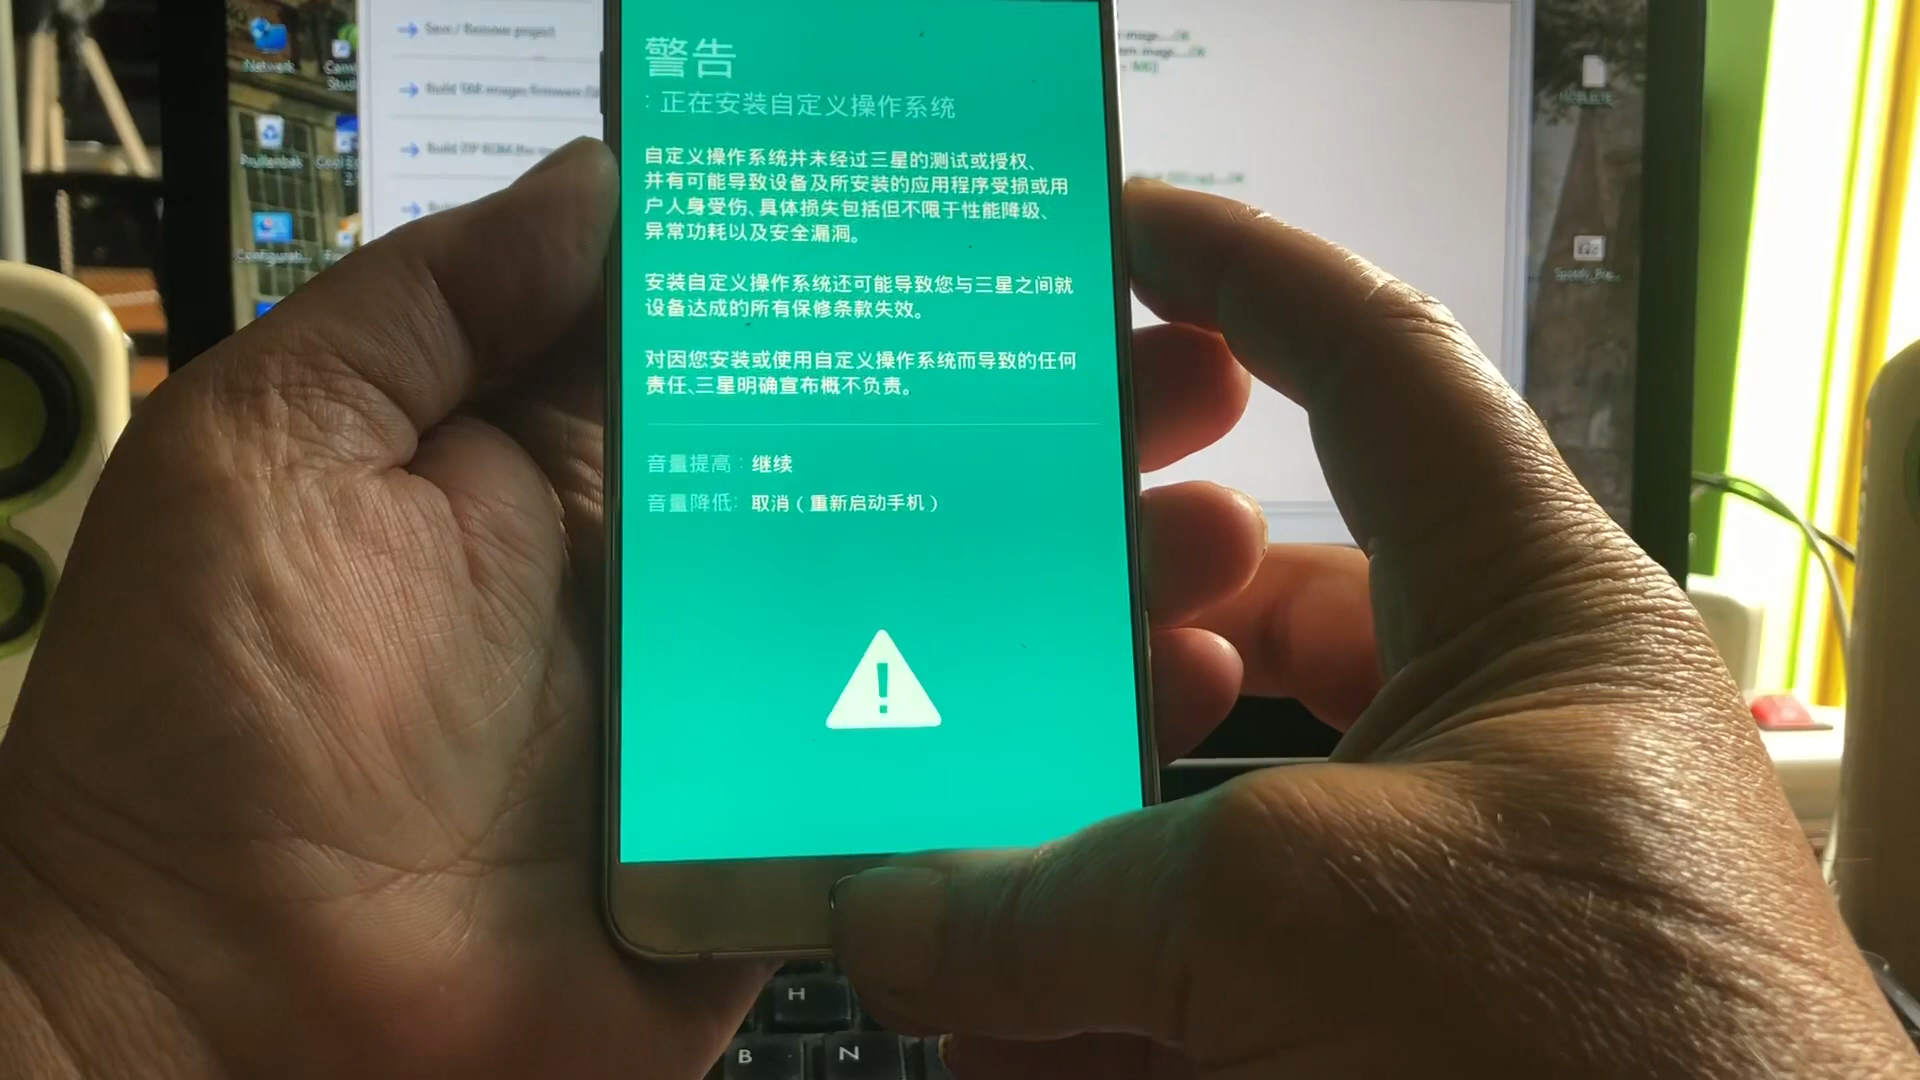 警告
: 正在安装自定义操作系统
自定义操作系统并未经过三星的测试或授权、
并有可能导致设备及所安装的应用程序受损或用
户人身受伤、具体损失包括但不限于性能降级、
异常功耗以及安全漏洞。
安装自定义操作系统还可能导致您与三星之间就
设备达成的所有保修条款失效。
对因您安装或使用自定义操作系统而导致的任何
责任、三星明确宣布概不负责。
音量提高: 继续
音量降低: 取消 ( 重新启动手机 )
Save / Remove project
Network
Prullenbak
H
B
N